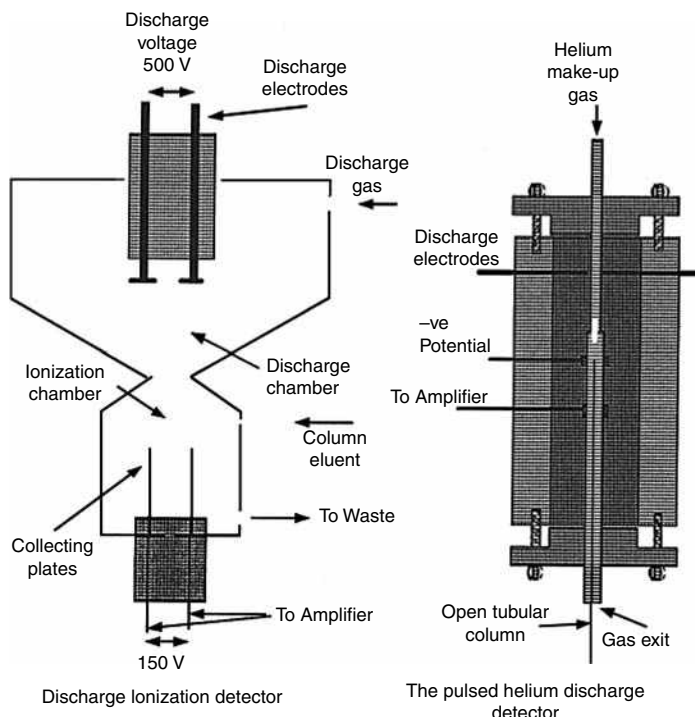 Discharge
voltage
500 V
Discharge
electrodes
Discharge
gas
Ionization
chamber
Discharge
chamber
Column
eluent
To Waste
Collecting
plates
To Amplifier
150 V
Discharge Ionization detector
Helium
make-up
gas
Discharge
electrodes
–ve
Potential
To Amplifier
Open tubular
column
Gas exit
The pulsed helium discharge
detector